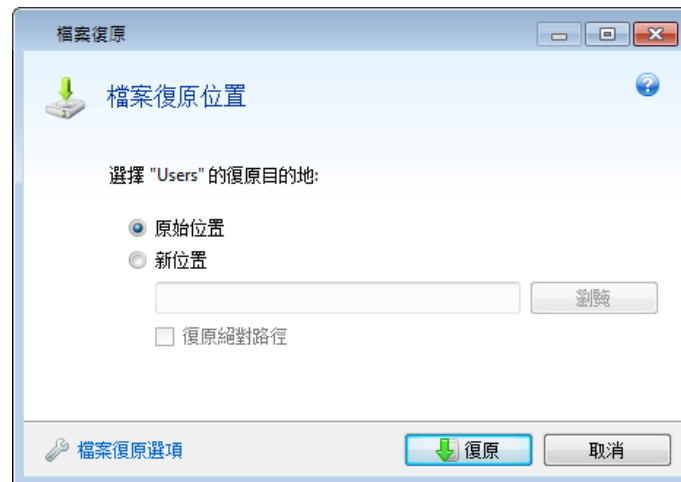 檔案復原
檔案復原位置
選擇 "Users" 的復原目的地:
原始位置
新位置
瀏覽
復原絕對路徑
檔案復原選項
復原
取消